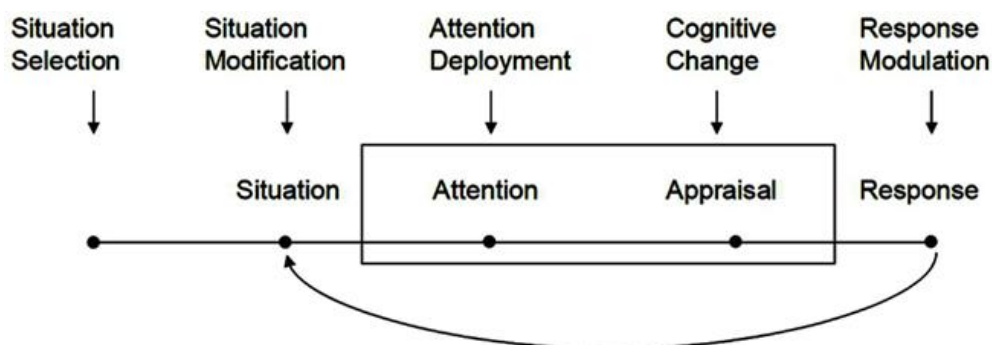 Situation
Selection
Situation
Modification
Attention
Deployment
Cognitive
Change
Response
Modulation
Situation
Attention
Appraisal
Response